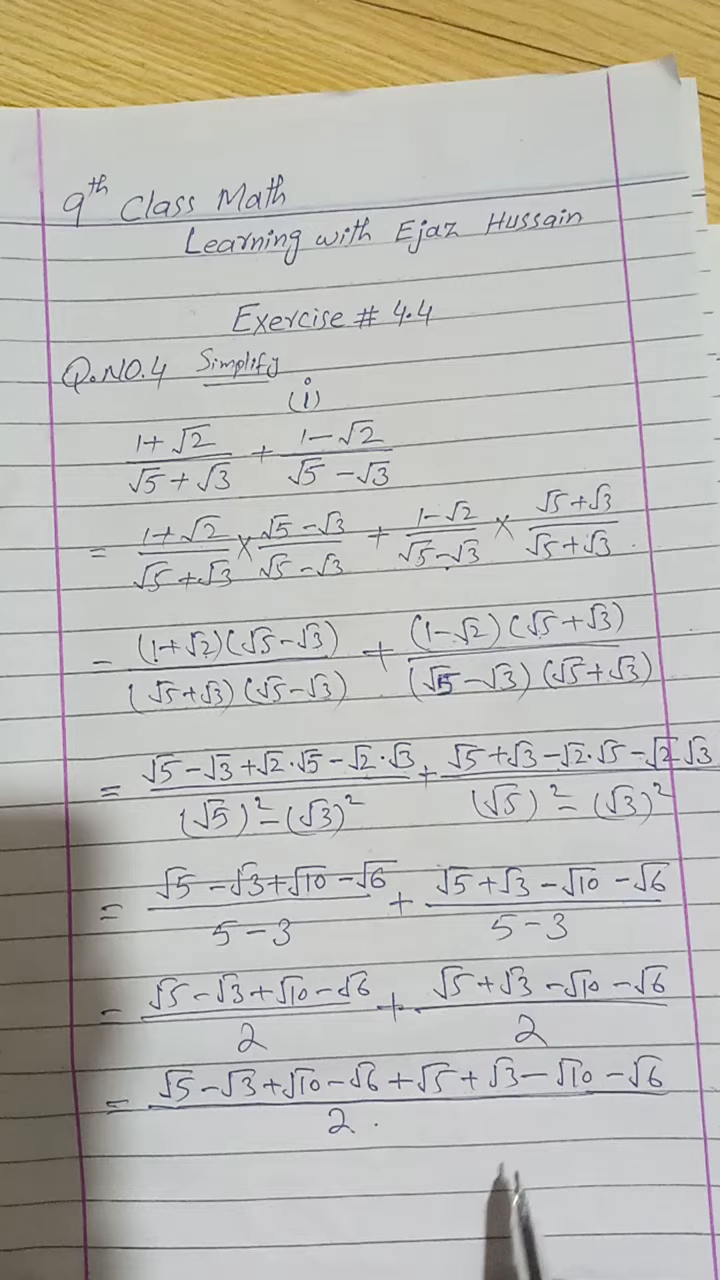 9th Class Math
Learning with Ejaz Hussain
Exercise # 4.4
Q.NO.4 Simplify
(i)
(1+√2)/(√5+√3) + (1-√2)/(√5-√3)
= (1+√2)/(√5+√3) × (√5-√3)/(√5-√3) + (1-√2)/(√5-√3) × (√5+√3)/(√5+√3)
= (1+√2)(√5-√3)/(√5+√3)(√5-√3) + (1-√2)(√5+√3)/(√5-√3)(√5+√3)
= (√5-√3+√2·√5-√2·√3)/((√5)²-(√3)²) + (√5+√3-√2·√5-√2√3)/((√5)²-(√3)²)
= (√5-√3+√10-√6)/(5-3) + (√5+√3-√10-√6)/(5-3)
= (√5-√3+√10-√6)/2 + (√5+√3-√10-√6)/2
= (√5-√3+√10-√6+√5+√3-√10-√6)/2.